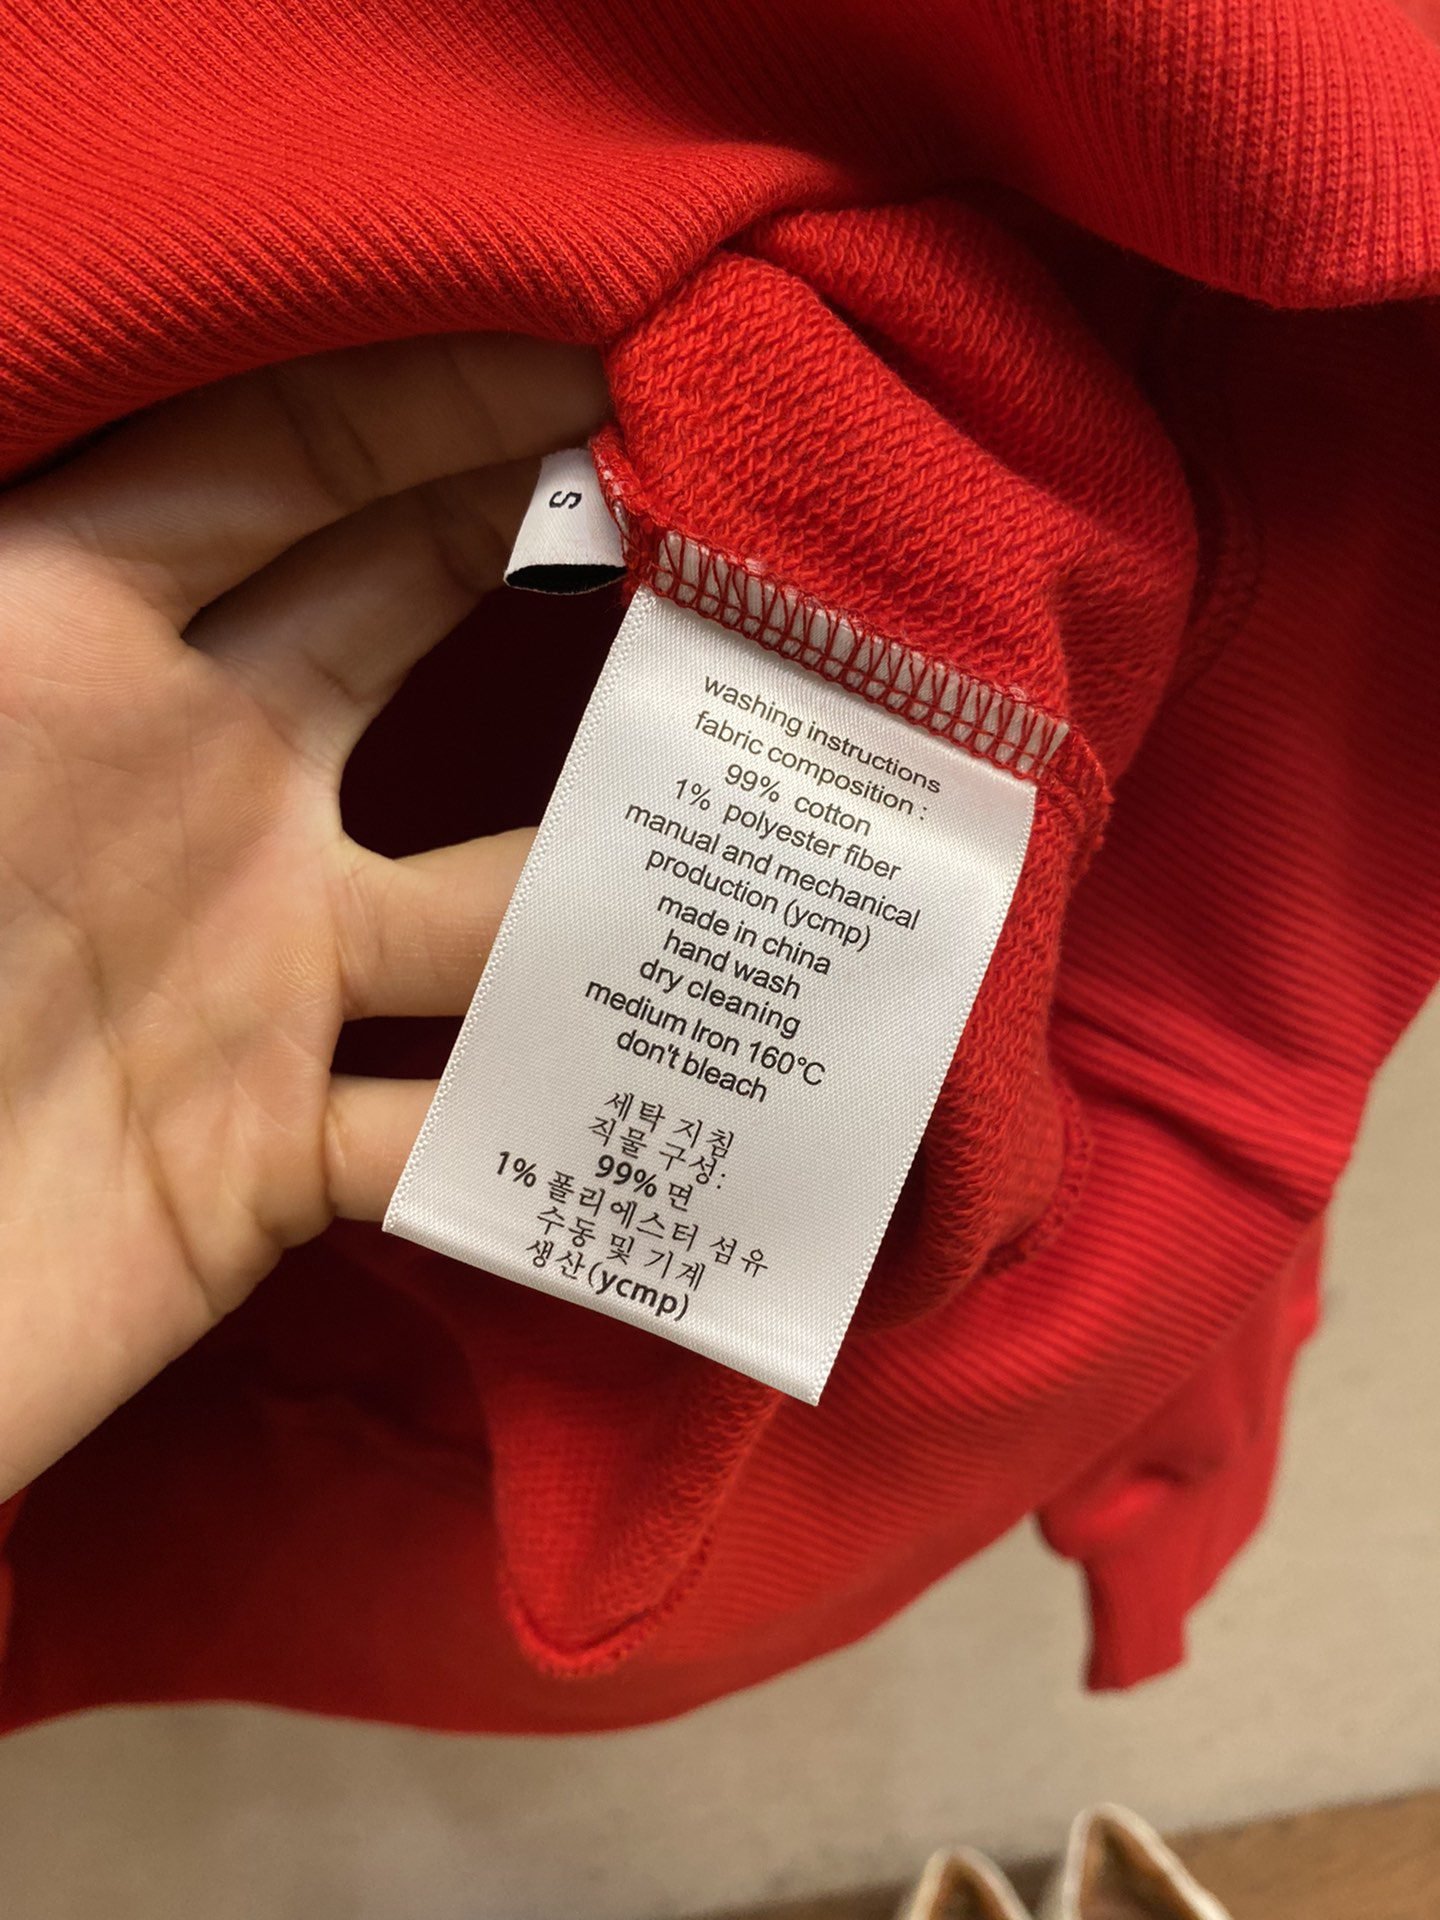 S
washing instructions
fabric composition :
99% cotton
1% polyester fiber
manual and mechanical
production (ycmp)
made in china
hand wash
dry cleaning
medium Iron 160°C
don't bleach
세탁 지침
직물 구성:
99% 면
1% 폴리에스터 섬유
수동 및 기계
생산(ycmp)